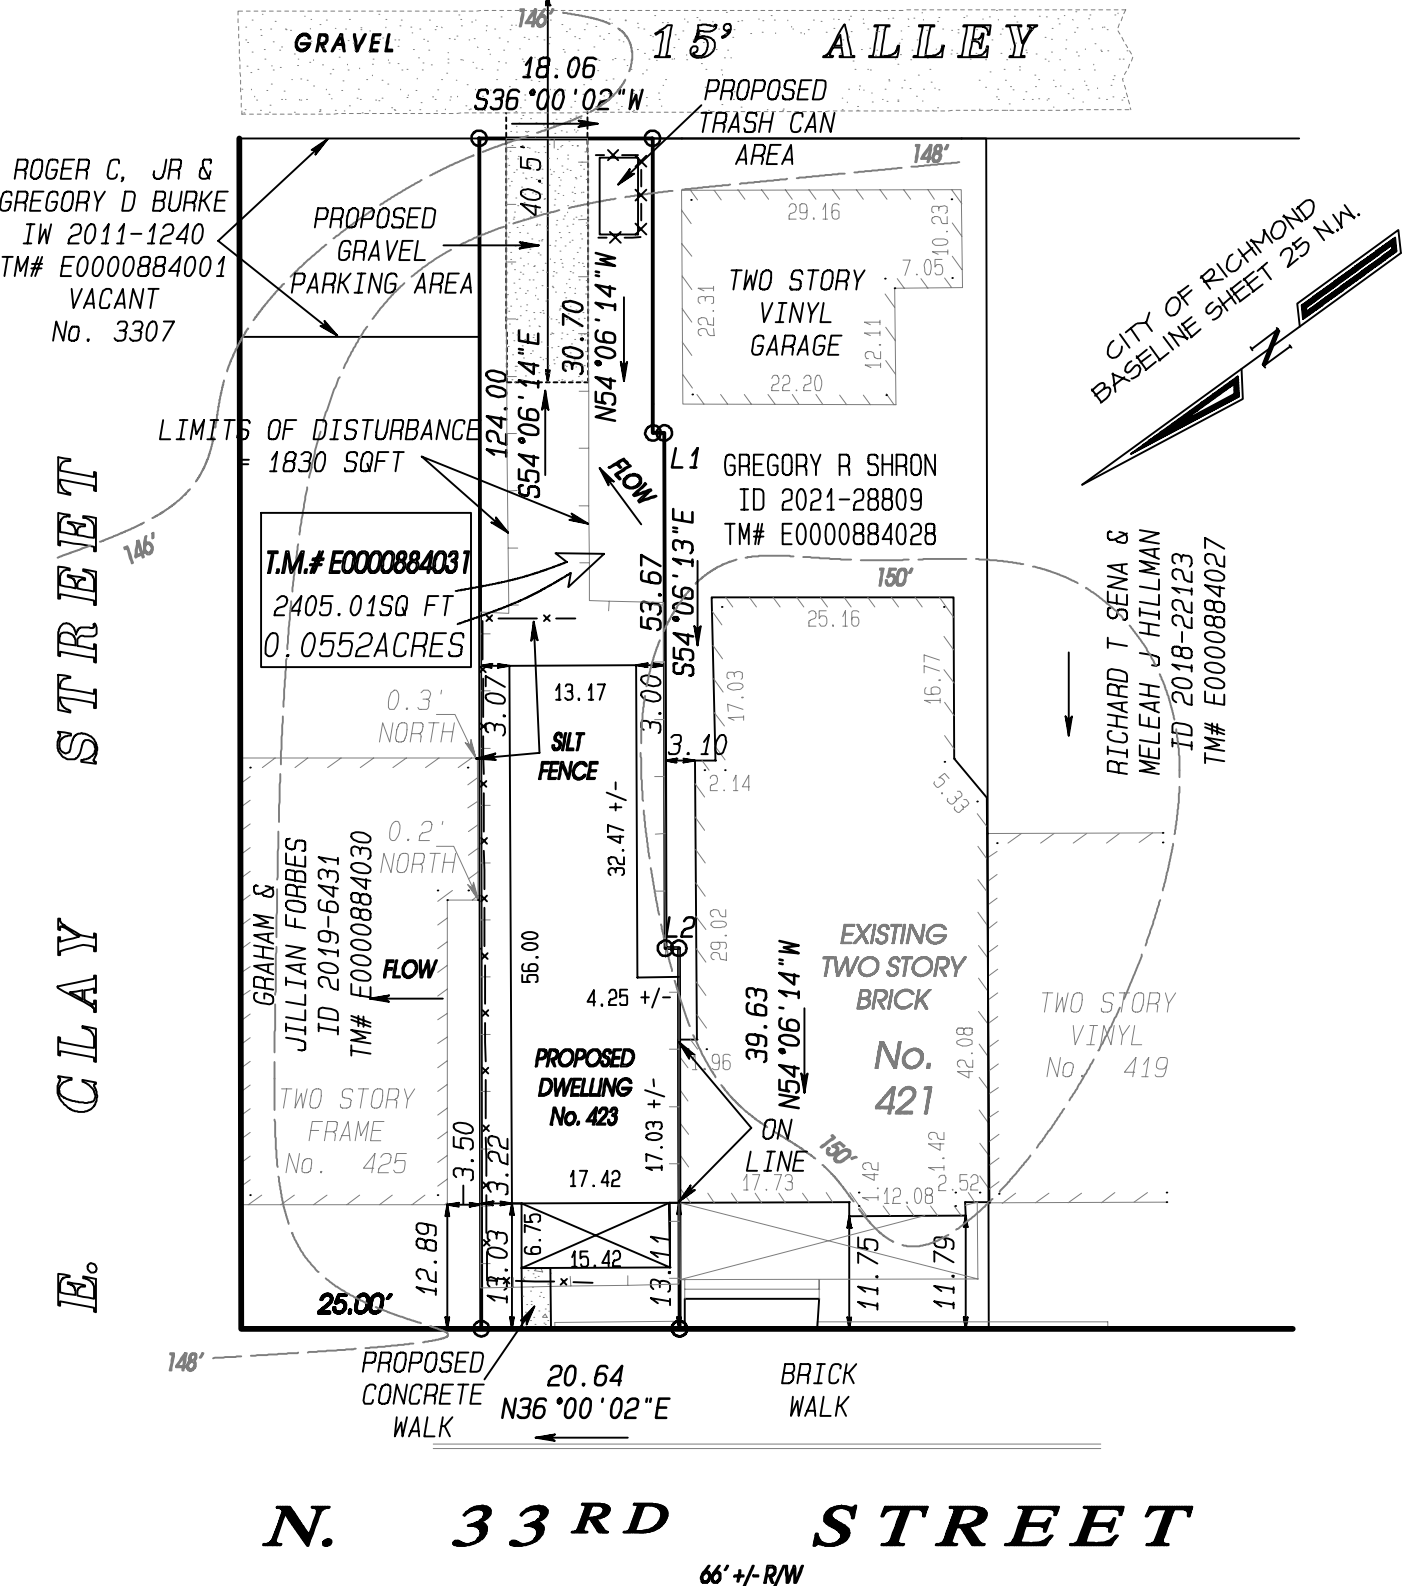 146'
GRAVEL
15' ALLEY
18.06
S36°00'02"W
PROPOSED
TRASH CAN
AREA
148'
ROGER C, JR &
GREGORY D BURKE
IW 2011-1240
TM# E0000884001
VACANT
No. 3307
PROPOSED
GRAVEL
PARKING AREA
40.5'
30.70
N54°06'14"W
124.00
S54°06'14"E
29.16
10.23
7.05
22.31
12.11
22.20
TWO STORY
VINYL
GARAGE
CITY OF RICHMOND
BASELINE SHEET 25 N.W.
N
LIMITS OF DISTURBANCE
= 1830 SQFT
FLOW
L1
GREGORY R SHRON
ID 2021-28809
TM# E0000884028
146'
T.M.# E0000884031
2405.01SQ FT
0.0552ACRES
53.67
S54°06'13"E
150'
RICHARD T SENA &
MELEAH J HILLMAN
ID 2018-22123
TM# E0000884027
25.16
17.03
16.77
5.33
0.3'
NORTH
3.07
13.17
3.00
3.10
2.14
SILT
FENCE
32.47 +/-
0.2'
NORTH
GRAHAM &
JILLIAN FORBES
ID 2019-6431
TM# E0000884030
FLOW
56.00
L2
29.02
4.25 +/-
EXISTING
TWO STORY
BRICK
No.
421
39.63
N54°06'14"W
42.08
TWO STORY
VINYL
No. 419
PROPOSED
DWELLING
No. 423
1.96
17.03 +/-
ON
LINE
150'
TWO STORY
FRAME
No. 425
3.50
3.22
17.42
17.73
1.42
12.08
1.42
2.52
12.89
13.03
6.75
15.42
13.11
11.75
11.79
25.00'
148'
PROPOSED
CONCRETE
WALK
20.64
N36°00'02"E
BRICK
WALK
E. CLAY STREET
N. 33RD STREET
66' +/- R/W